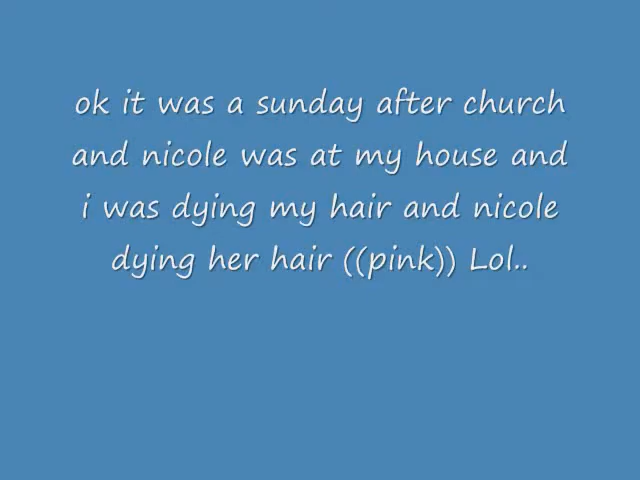 ok it was a sunday after church
and nicole was at my house and
i was dying my hair and nicole
dying her hair ((pink)) Lol..